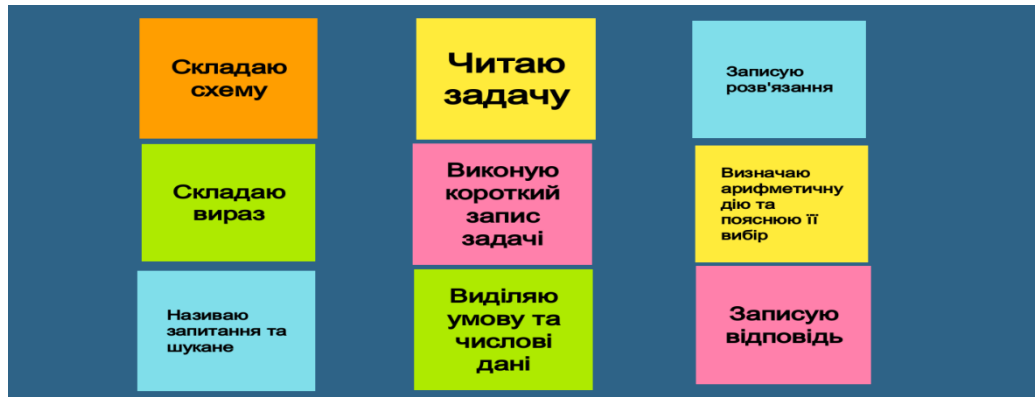 Складаю
схему
Читаю
задачу
Записую
розв'язання
Складаю
вираз
Виконую
короткий
запис
задачі
Визначаю
арифметичну
дію та
пояснюю її
вибір
Називаю
запитання та
шукане
Виділяю
умову та
числові
дані
Записую
відповідь